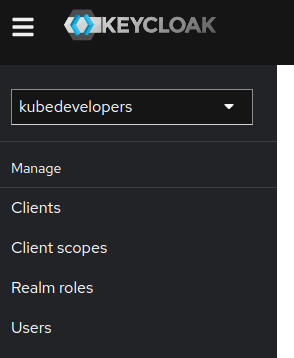 KEYCLOAK
kubedevelopers
Manage
Clients
Client scopes
Realm roles
Users